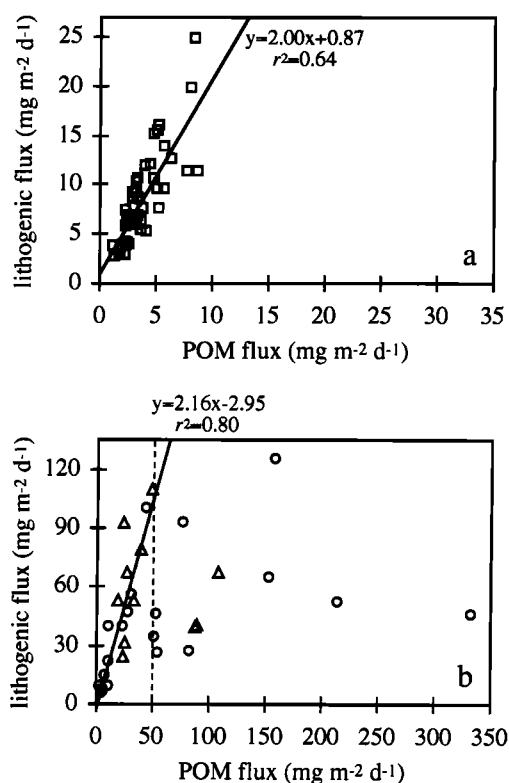 25
20
15
10
5
0
lithogenic flux (mg m-2 d-1)
y=2.00x+0.87
r2=0.64
a
0 5 10 15 20 25 30 35
POM flux (mg m-2 d-1)
y=2.16x-2.95
r2=0.80
120
90
60
30
0
lithogenic flux (mg m-2 d-1)
b
0 50 100 150 200 250 300 350
POM flux (mg m-2 d-1)